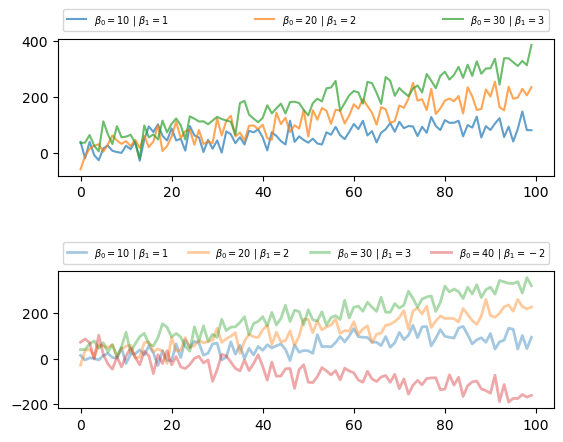 β₀ = 10 | β₁ = 1 β₀ = 20 | β₁ = 2 β₀ = 30 | β₁ = 3
400
200
0
0 20 40 60 80 100
β₀ = 10 | β₁ = 1 β₀ = 20 | β₁ = 2 β₀ = 30 | β₁ = 3 β₀ = 40 | β₁ = −2
200
0
−200
0 20 40 60 80 100